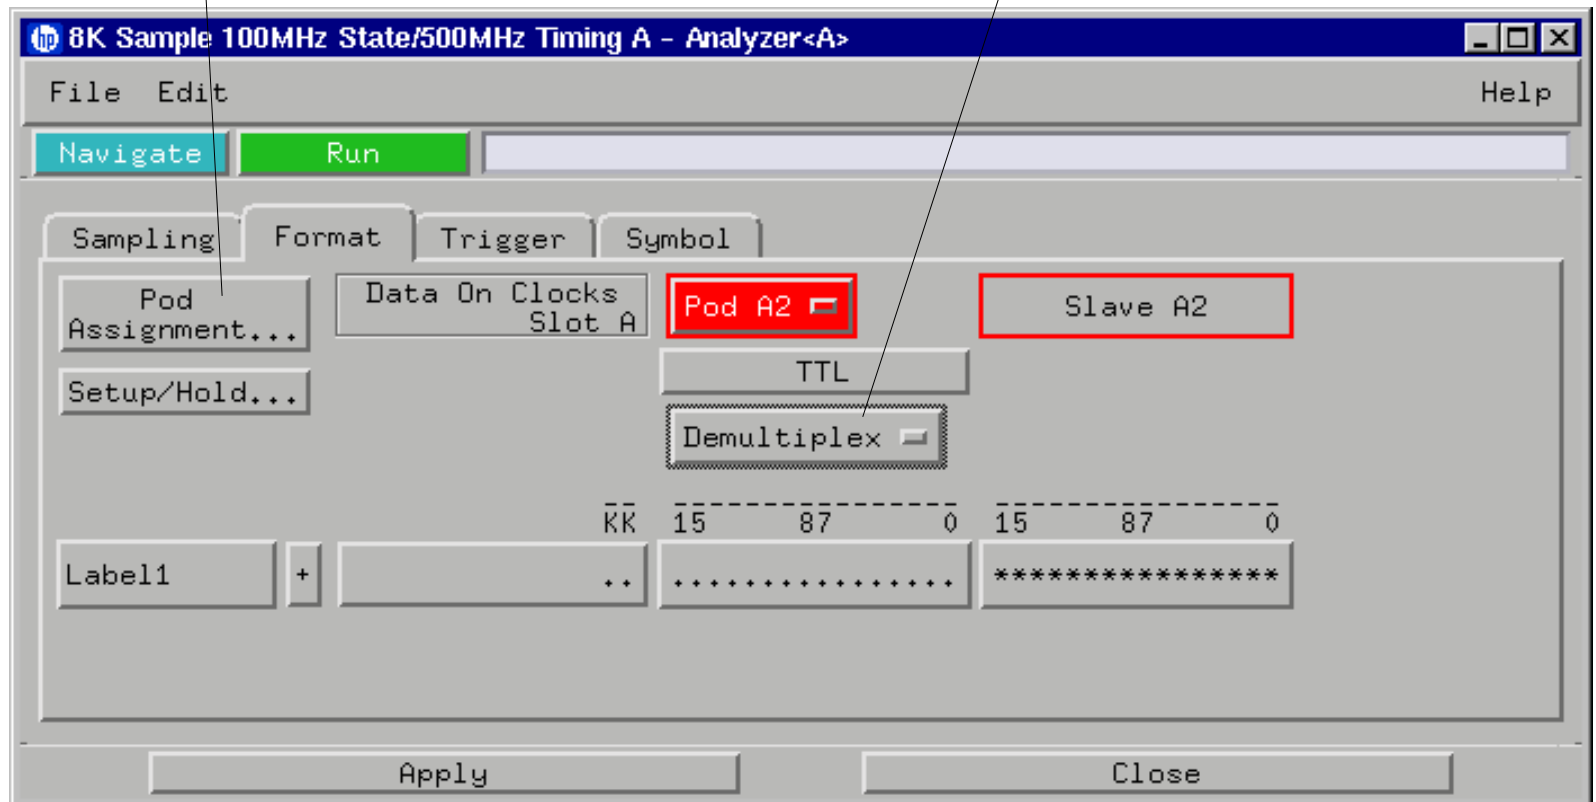 hp 8K Sample 100MHz State/500MHz Timing A - Analyzer<A>
File Edit Help
Navigate Run
Sampling Format Trigger Symbol
Pod
Assignment...
Data On Clocks
Slot A
Pod A2
Slave A2
TTL
Setup/Hold...
Demultiplex
KK 15 87 0 15 87 0
Label1 + .. ................ ****************
Apply Close